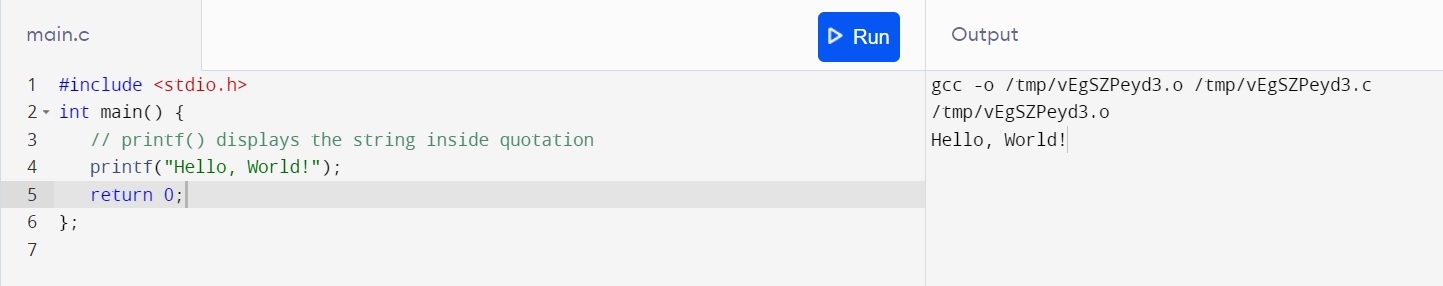 main.c
Run
Output
1 #include <stdio.h>
2 int main() {
3 // printf() displays the string inside quotation
4 printf("Hello, World!");
5 return 0;
6 };
7
gcc -o /tmp/vEgSZPeyd3.o /tmp/vEgSZPeyd3.c
/tmp/vEgSZPeyd3.o
Hello, World!